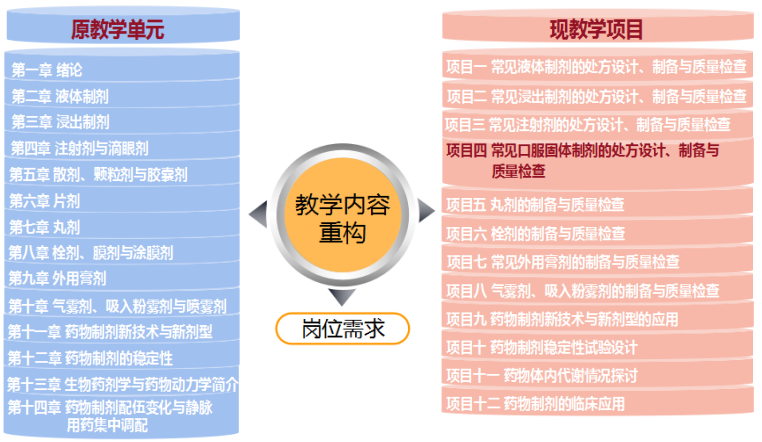 原教学单元
第一章 绪论
第二章 液体制剂
第三章 浸出制剂
第四章 注射剂与滴眼剂
第五章 散剂、颗粒剂与胶囊剂
第六章 片剂
第七章 丸剂
第八章 栓剂、膜剂与涂膜剂
第九章 外用膏剂
第十章 气雾剂、吸入粉雾剂与喷雾剂
第十一章 药物制剂新技术与新剂型
第十二章 药物制剂的稳定性
第十三章 生物药剂学与药物动力学简介
第十四章 药物制剂配伍变化与静脉
用药集中调配
教学内容
重构
岗位需求
现教学项目
项目一 常见液体制剂的处方设计、制备与质量检查
项目二 常见浸出制剂的处方设计、制备与质量检查
项目三 常见注射剂的处方设计、制备与质量检查
项目四 常见口服固体制剂的处方设计、制备与
质量检查
项目五 丸剂的制备与质量检查
项目六 栓剂的制备与质量检查
项目七 常见外用膏剂的制备与质量检查
项目八 气雾剂、吸入粉雾剂的制备与质量检查
项目九 药物制剂新技术与新剂型的应用
项目十 药物制剂稳定性试验设计
项目十一 药物体内代谢情况探讨
项目十二 药物制剂的临床应用